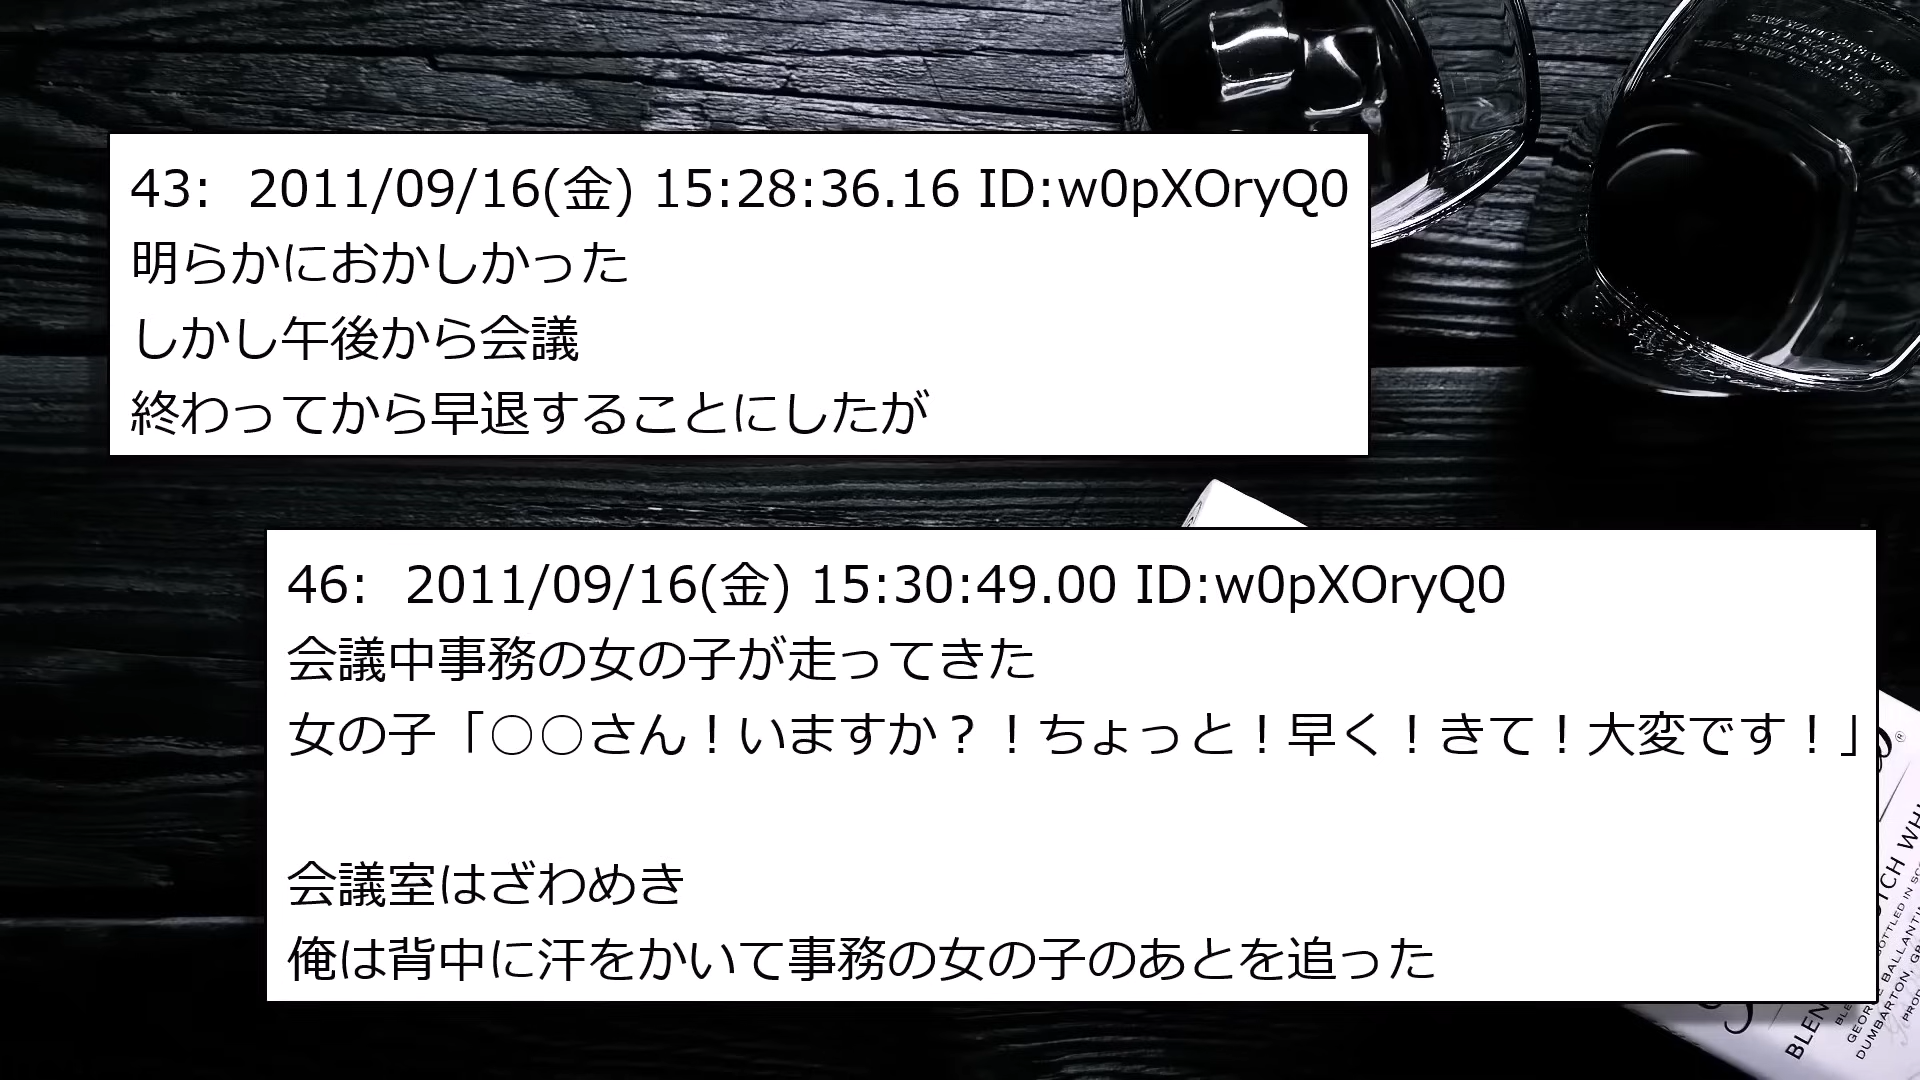 43:  2011/09/16(金) 15:28:36.16 ID:w0pXOryQ0
明らかにおかしかった
しかし午後から会議
終わってから早退することにしたが
46:  2011/09/16(金) 15:30:49.00 ID:w0pXOryQ0
会議中事務の女の子が走ってきた
女の子「○○さん！いますか？！ちょっと！早く！きて！大変です！」
会議室はざわめき
俺は背中に汗をかいて事務の女の子のあとを追った
BLEN
DUMBARTON,